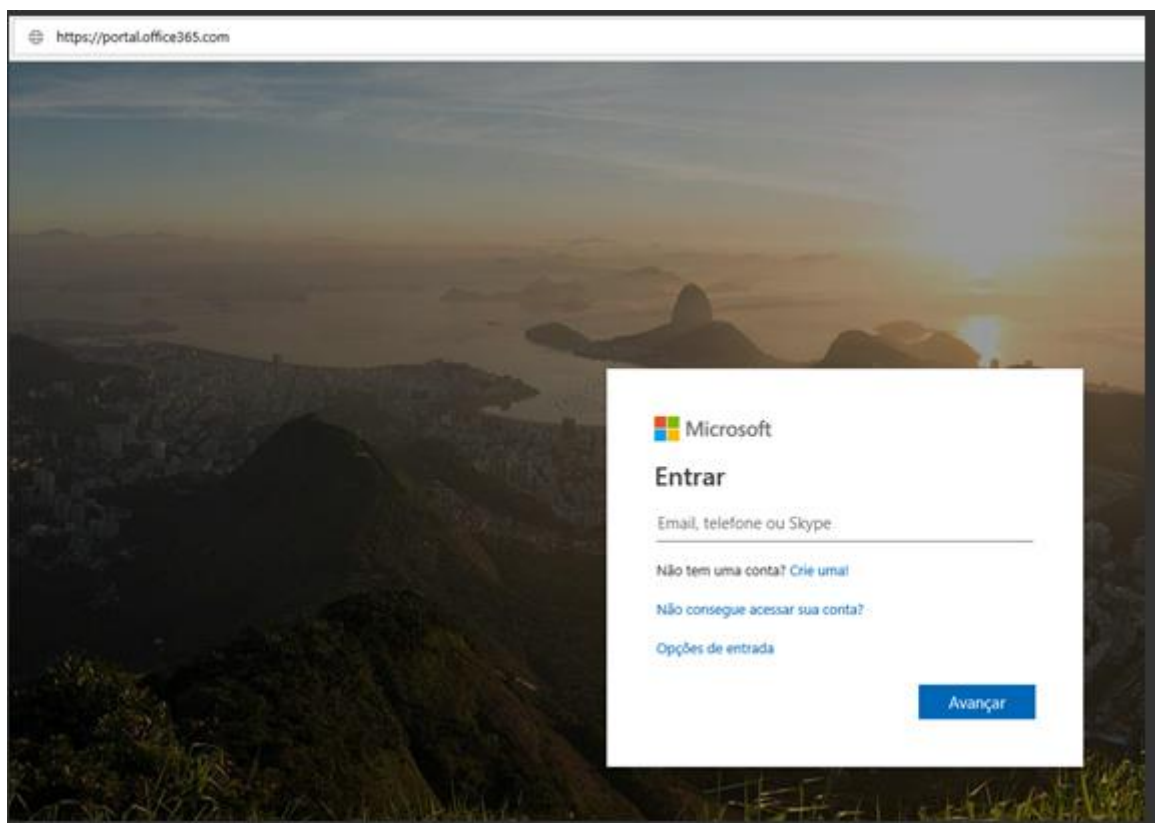 https://portal.office365.com
Microsoft
Entrar
Email, telefone ou Skype
Não tem uma conta? Crie uma!
Não consegue acessar sua conta?
Opções de entrada
Avançar